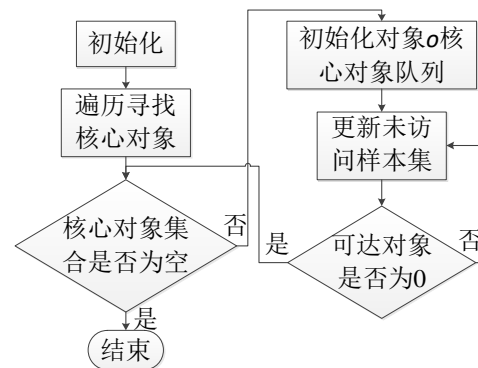 初始化
遍历寻找
核心对象
核心对象集
合是否为空
否
是
结束
初始化对象o核
心对象队列
更新未访
问样本集
可达对象
是否为0
是
否